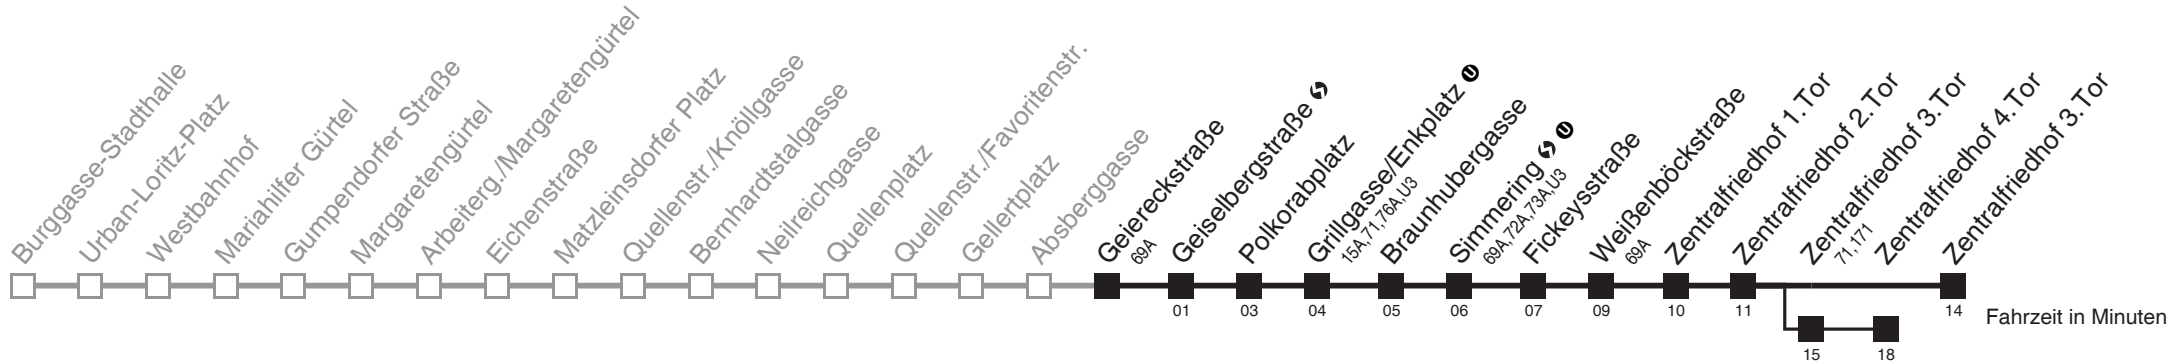 Burggasse-Stadthalle
Urban-Loritz-Platz
Westbahnhof
Mariahilfer Gürtel
Gumpendorfer Straße
Margaretengürtel
Arbeiterg./Margaretengürtel
Eichenstraße
Matzleinsdorfer Platz
Quellenstr./Knöllgasse
Bernhardtstalgasse
Neilreichgasse
Quellenplatz
Quellenstr./Favoritenstr.
Gellertplatz
Absberggasse
Geiereckstraße
69A
Geiselbergstraße
Polkorabplatz
Grillgasse/Enkplatz U
15A,71,76A,U3
Braunhubergasse
Simmering U
69A,72A,73A,U3
Fickeysstraße
Weißenböckstraße
69A
Zentralfriedhof 1.Tor
Zentralfriedhof 2.Tor
Zentralfriedhof 3.Tor
71,171
Zentralfriedhof 4.Tor
Zentralfriedhof 3.Tor
01 03 04 05 06 07 09 10 11 14
Fahrzeit in Minuten
15 18